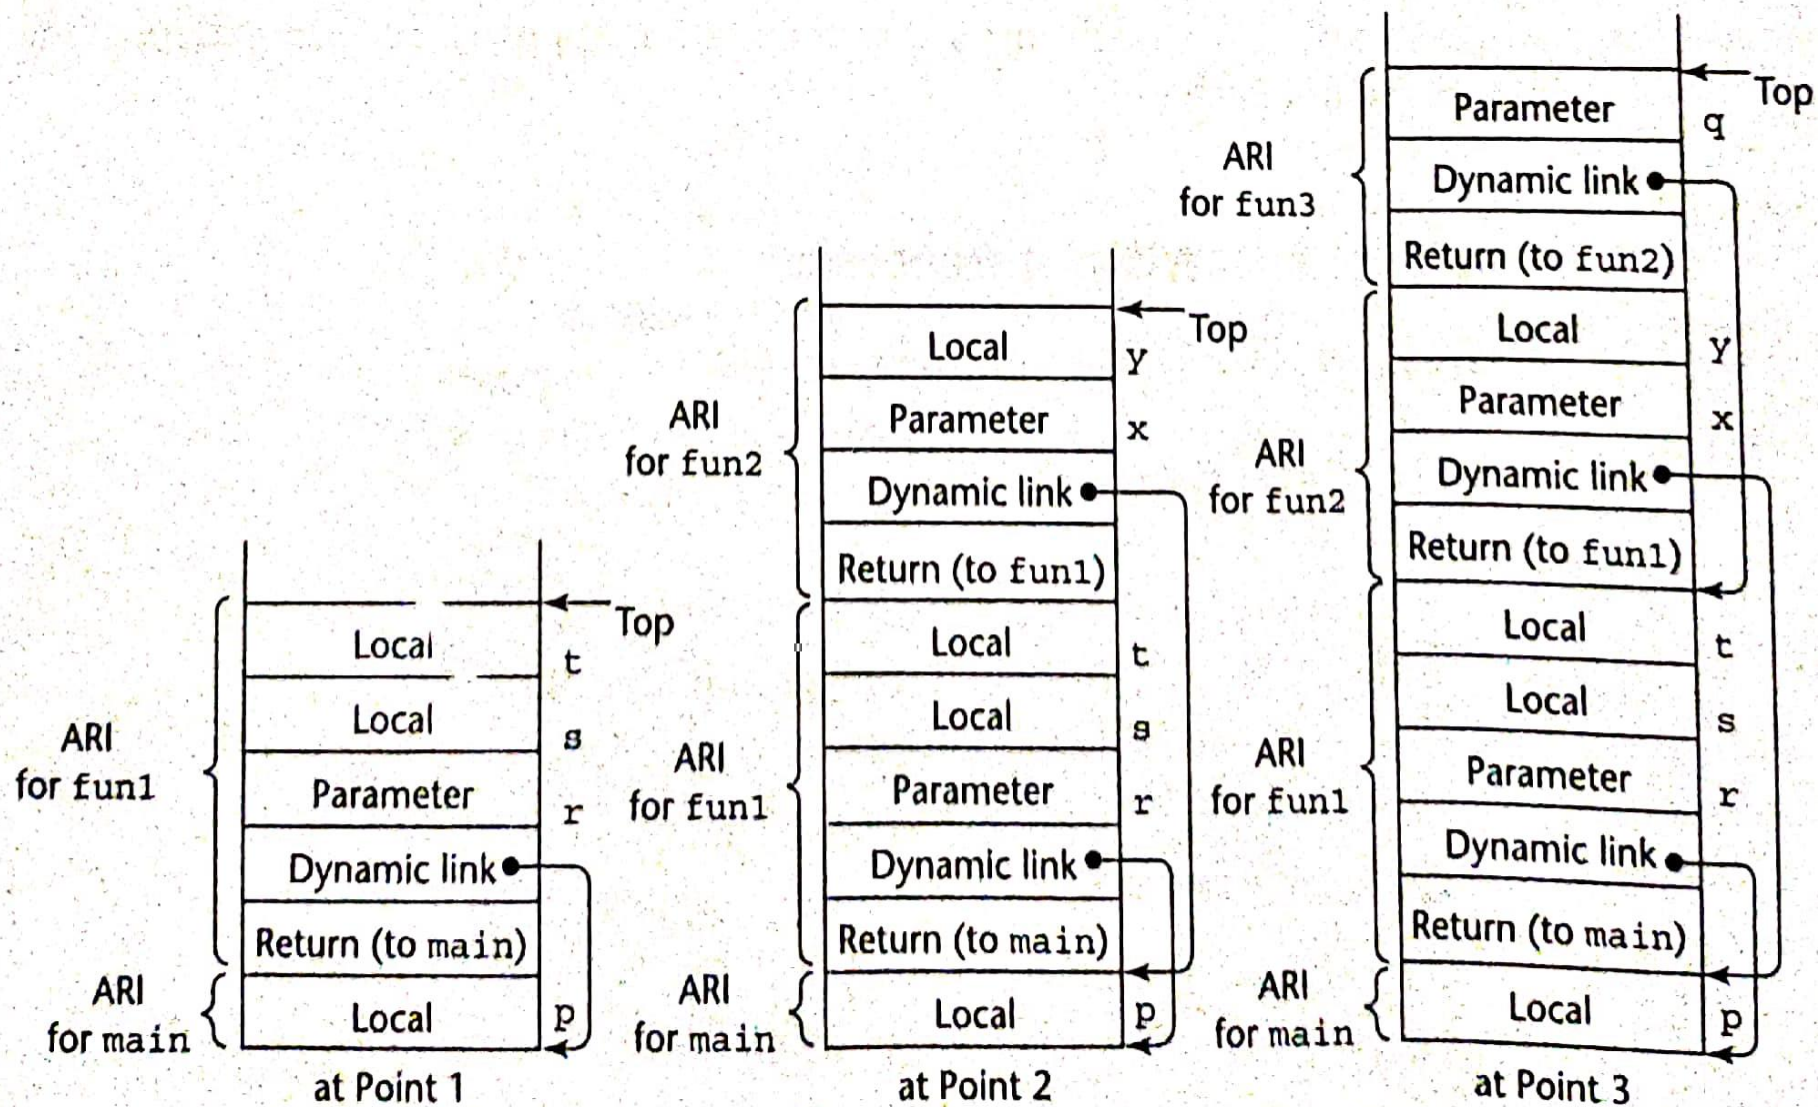 Top
Local
t
Local
s
ARI
for fun1
Parameter
r
Dynamic link
Return (to main)
ARI
for main
Local
p
at Point 1
Top
Local
y
ARI
for fun2
Parameter
x
Dynamic link
Return (to fun1)
Local
t
Local
s
ARI
for fun1
Parameter
r
Dynamic link
Return (to main)
ARI
for main
Local
p
at Point 2
Top
Parameter
q
ARI
for fun3
Dynamic link
Return (to fun2)
Local
y
Parameter
x
ARI
for fun2
Dynamic link
Return (to fun1)
Local
t
Local
s
ARI
for fun1
Parameter
r
Dynamic link
Return (to main)
ARI
for main
Local
p
at Point 3